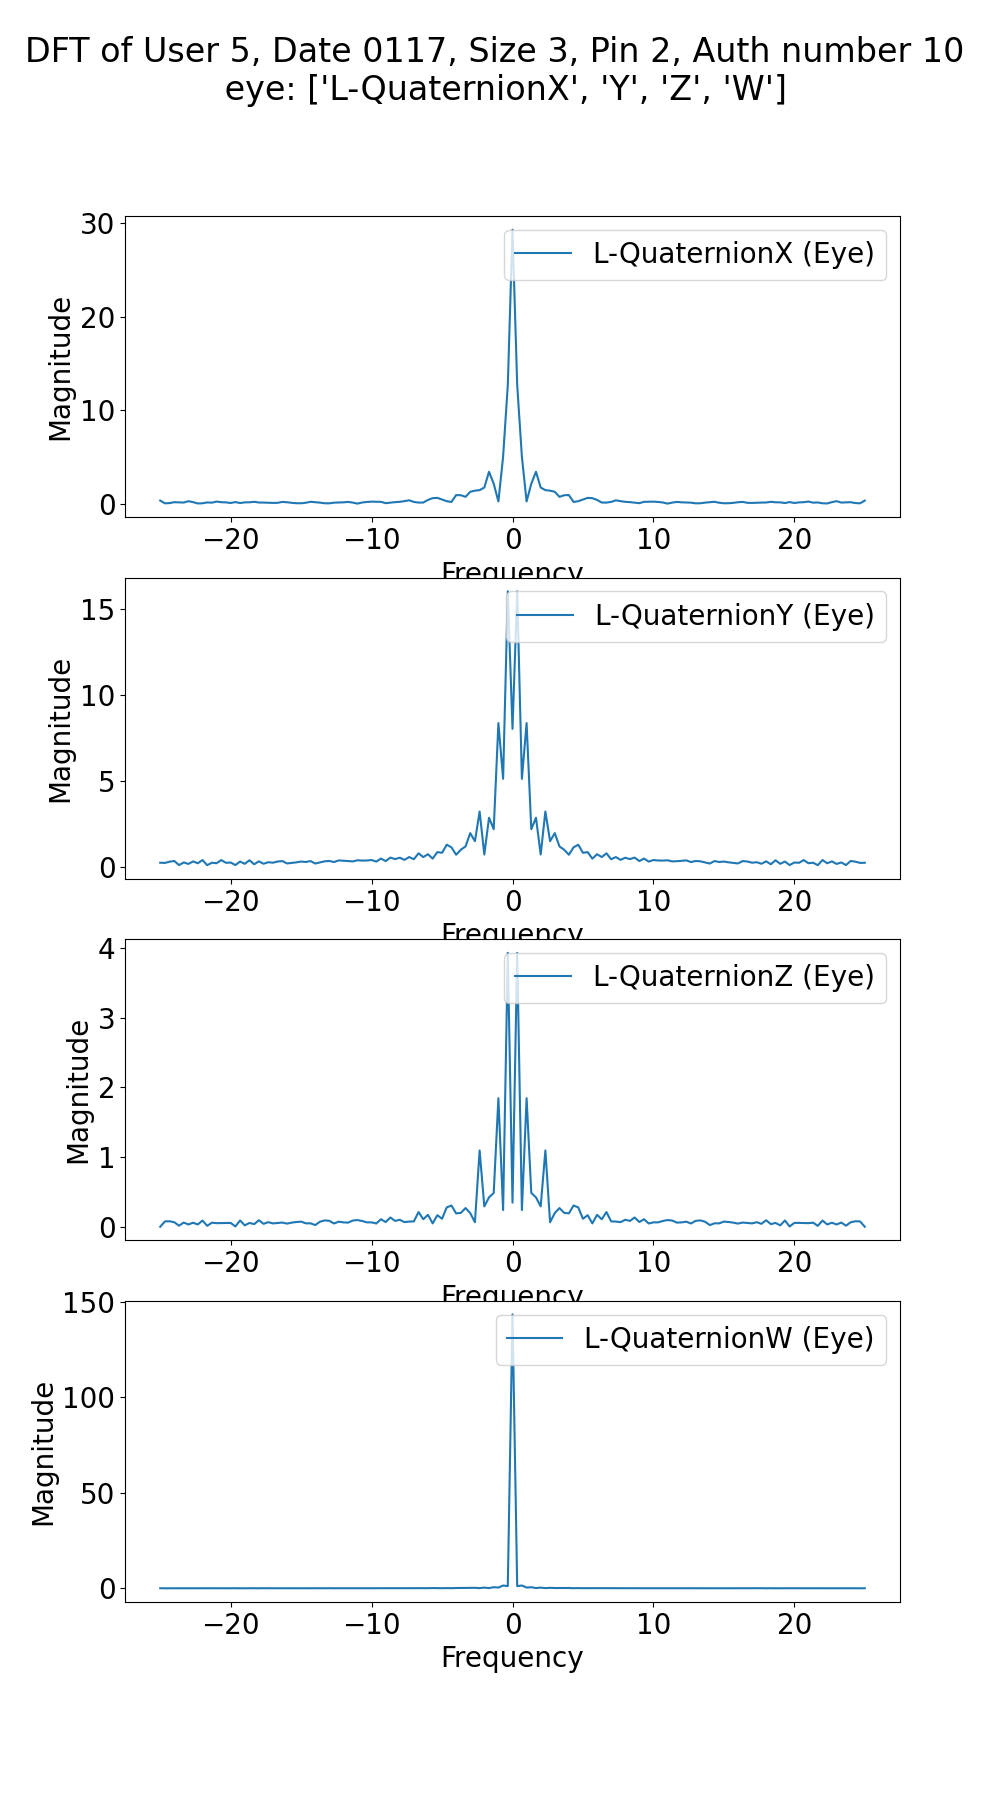 DFT of User 5, Date 0117, Size 3, Pin 2, Auth number 10
eye: ['L-QuaternionX', 'Y', 'Z', 'W']
L-QuaternionX (Eye)
Magnitude
30
20
10
0
−20 −10 0 10 20
Frequency
L-QuaternionY (Eye)
Magnitude
15
10
5
0
−20 −10 0 10 20
Frequency
L-QuaternionZ (Eye)
Magnitude
4
3
2
1
0
−20 −10 0 10 20
Frequency
L-QuaternionW (Eye)
Magnitude
150
100
50
0
−20 −10 0 10 20
Frequency